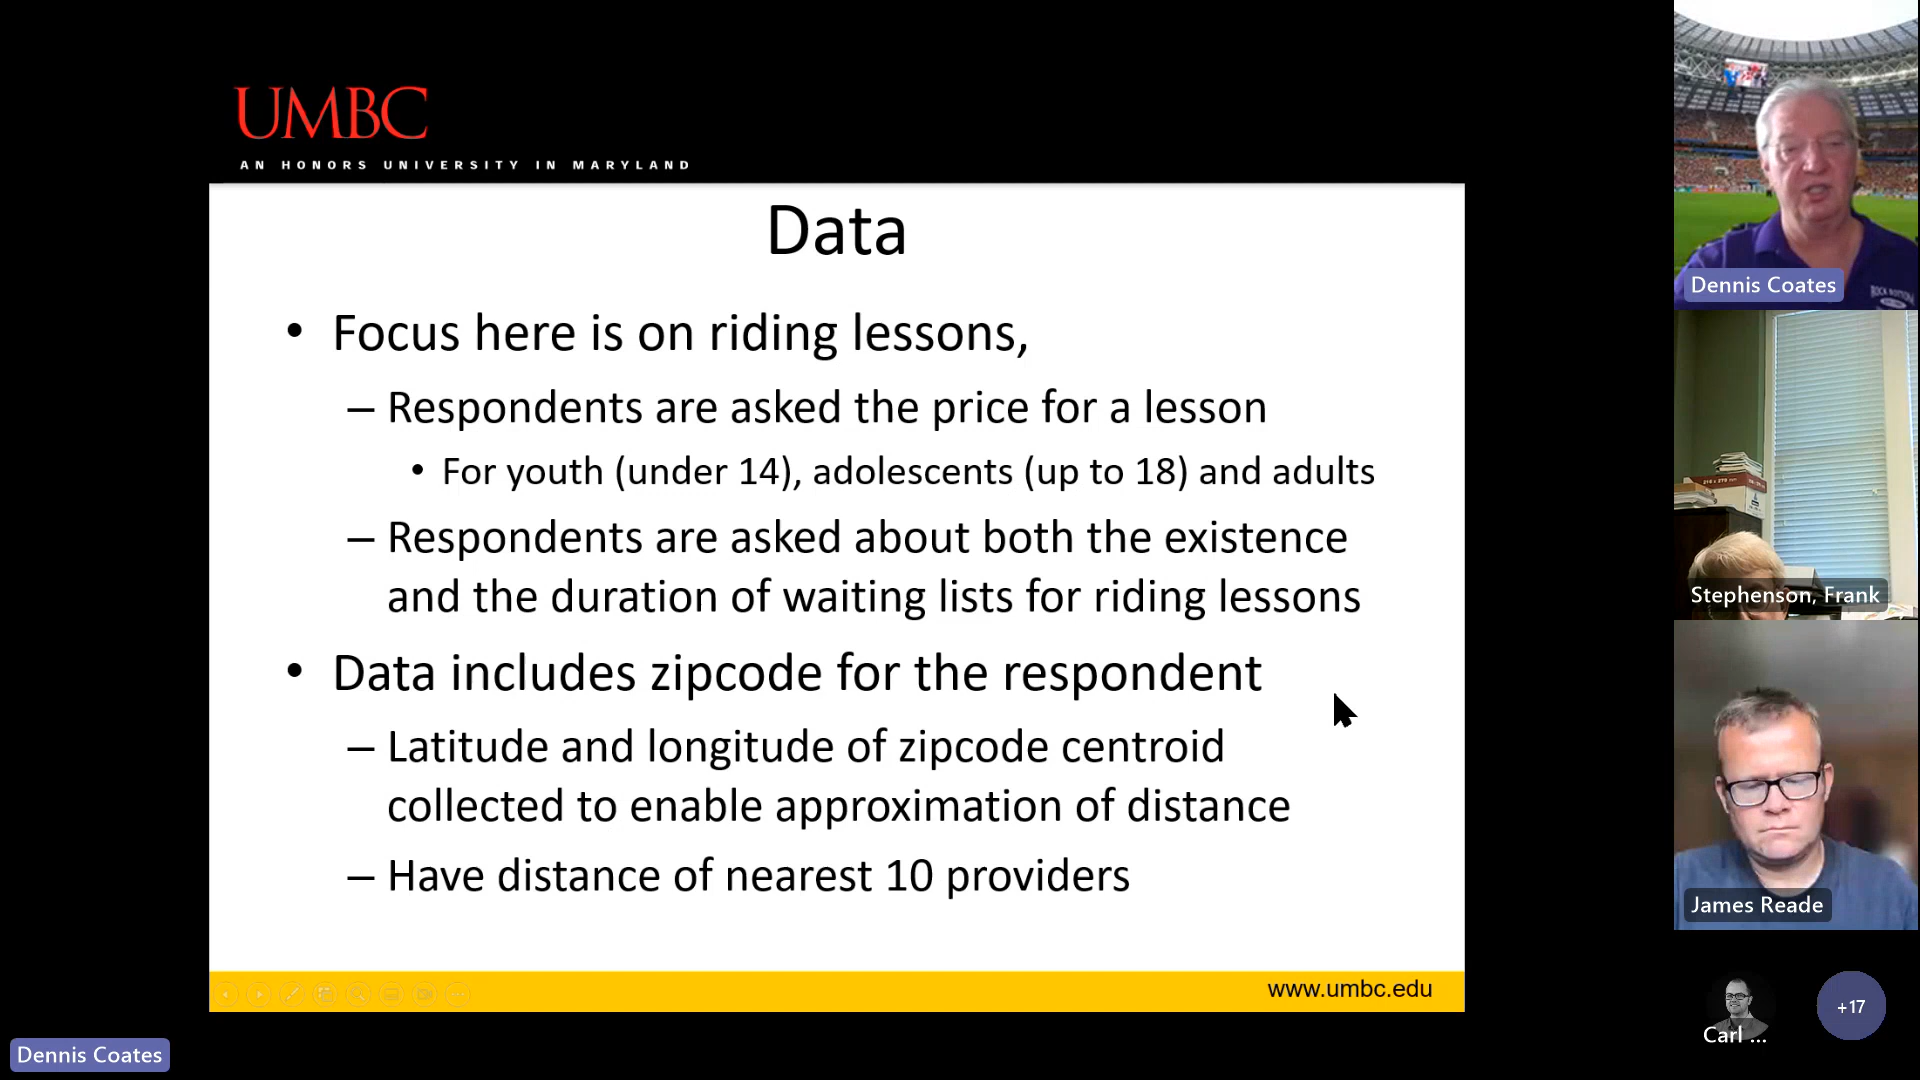 UMBC
AN HONORS UNIVERSITY IN MARYLAND
Data
• Focus here is on riding lessons,
– Respondents are asked the price for a lesson
• For youth (under 14), adolescents (up to 18) and adults
– Respondents are asked about both the existence
and the duration of waiting lists for riding lessons
• Data includes zipcode for the respondent
– Latitude and longitude of zipcode centroid
collected to enable approximation of distance
– Have distance of nearest 10 providers
www.umbc.edu
Dennis Coates
Dennis Coates
Stephenson, Frank
James Reade
Carl ...
+17